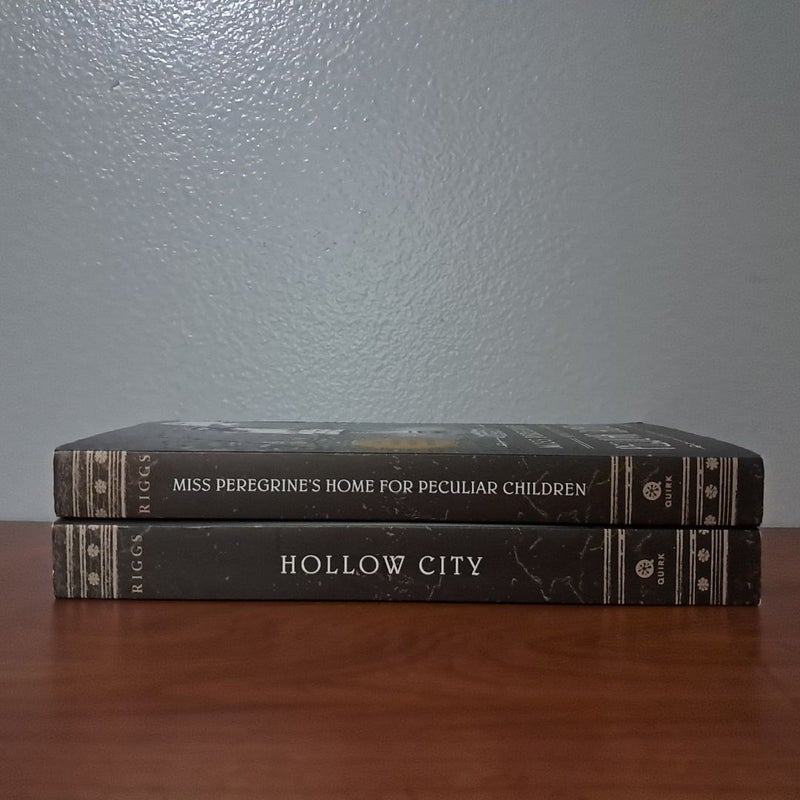 RIGGS
MISS PEREGRINE'S HOME FOR PECULIAR CHILDREN
QUIRK
RIGGS
HOLLOW CITY
QUIRK